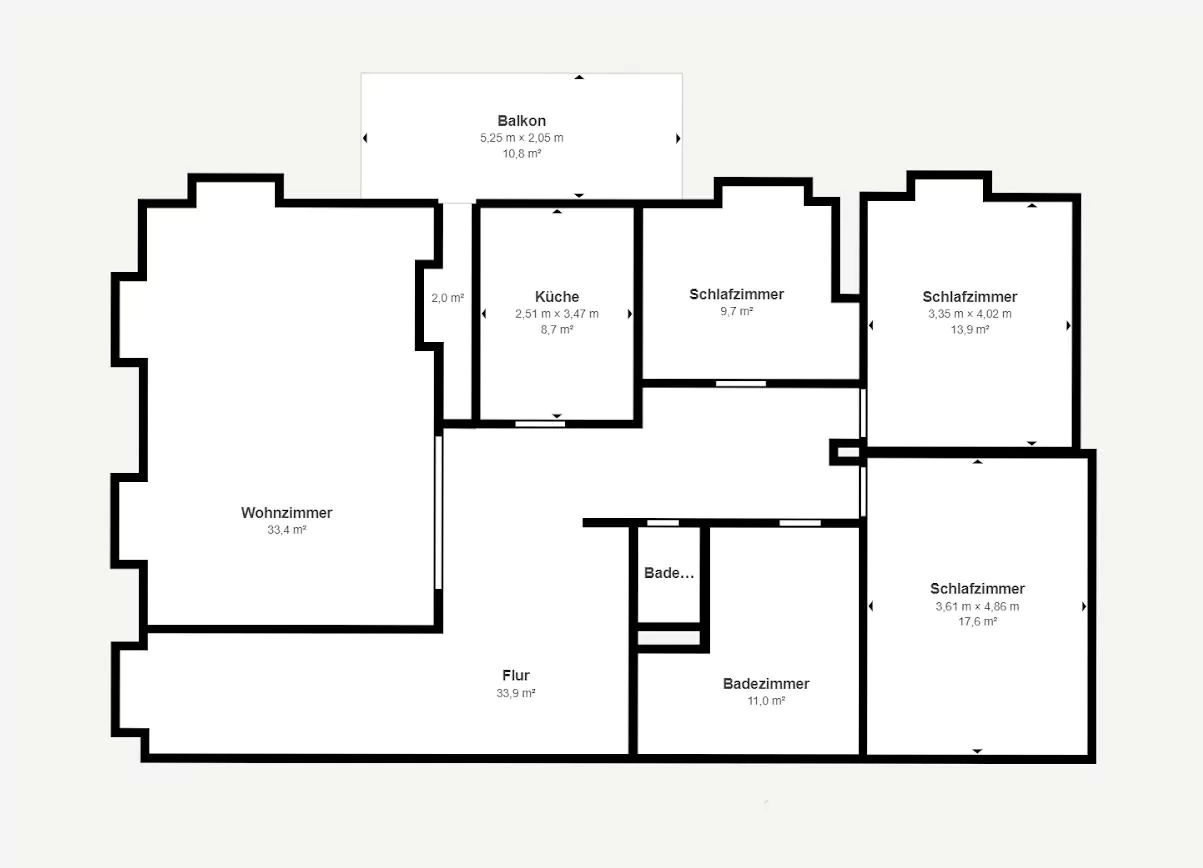 Balkon
5,25 m × 2,05 m
10,8 m²
2,0 m²
Küche
2,51 m × 3,47 m
8,7 m²
Schlafzimmer
9,7 m²
Schlafzimmer
3,35 m × 4,02 m
13,9 m²
Wohnzimmer
33,4 m²
Bade…
Schlafzimmer
3,61 m × 4,86 m
17,6 m²
Flur
33,9 m²
Badezimmer
11,0 m²